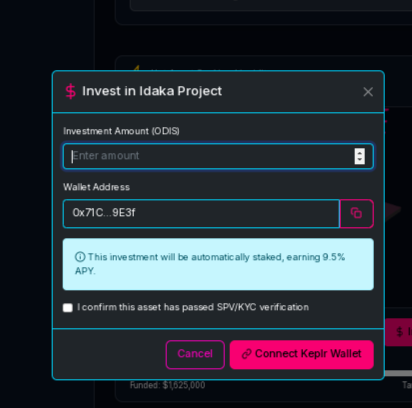 Invest in Idaka Project
Investment Amount (ODIS)
Enter amount
Wallet Address
0x71C...9E3f
This investment will be automatically staked, earning 9.5%
APY.
I confirm this asset has passed SPV/KYC verification
Cancel
Connect Keplr Wallet
Funded: $1,625,000
Ta